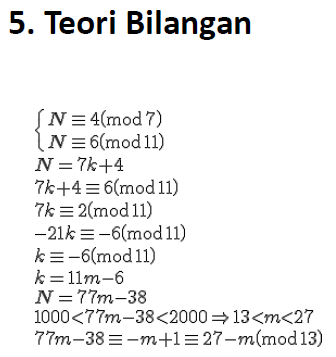 5. Teori Bilangan
N ≡ 4(mod 7)
N ≡ 6(mod 11)
N = 7k+4
7k+4 ≡ 6(mod 11)
7k ≡ 2(mod 11)
−21k ≡ −6(mod 11)
k ≡ −6(mod 11)
k = 11m−6
N = 77m−38
1000<77m−38<2000 ⇒ 13<m<27
77m−38 ≡ −m+1 ≡ 27−m(mod 13)